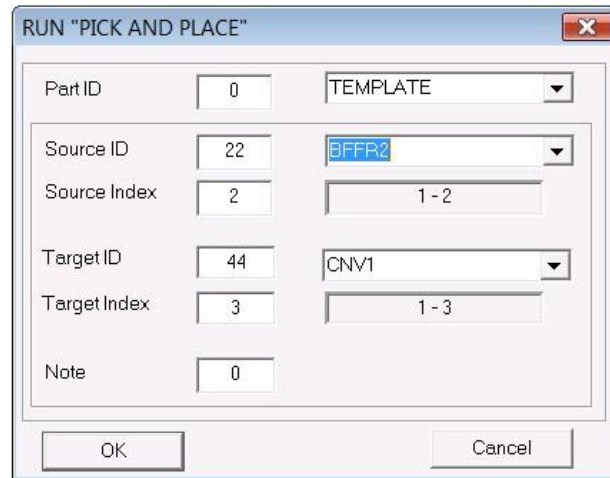 RUN "PICK AND PLACE"
Part ID 0 TEMPLATE
Source ID 22 BFFR2
Source Index 2 1 - 2
Target ID 44 CNV1
Target Index 3 1 - 3
Note 0
OK Cancel